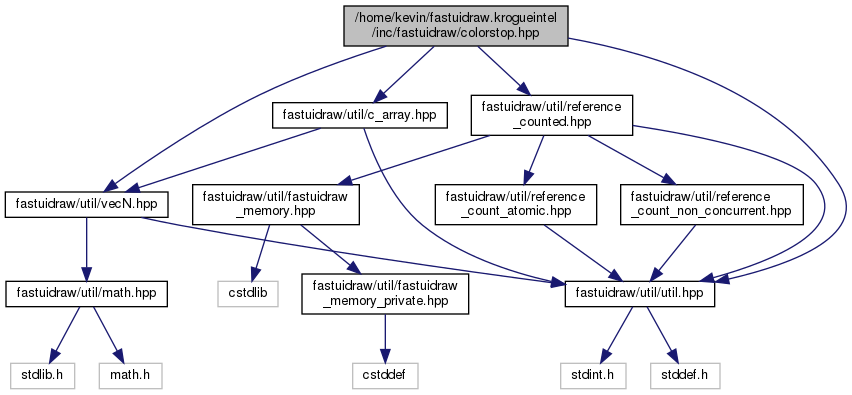 /home/kevin/fastuidraw.krogueintel
/inc/fastuidraw/colorstop.hpp
fastuidraw/util/c_array.hpp
fastuidraw/util/reference
_counted.hpp
fastuidraw/util/vecN.hpp
fastuidraw/util/fastuidraw
_memory.hpp
fastuidraw/util/reference
_count_atomic.hpp
fastuidraw/util/reference
_count_non_concurrent.hpp
fastuidraw/util/math.hpp
cstdlib
fastuidraw/util/fastuidraw
_memory_private.hpp
fastuidraw/util/util.hpp
stdlib.h
math.h
cstddef
stdint.h
stddef.h